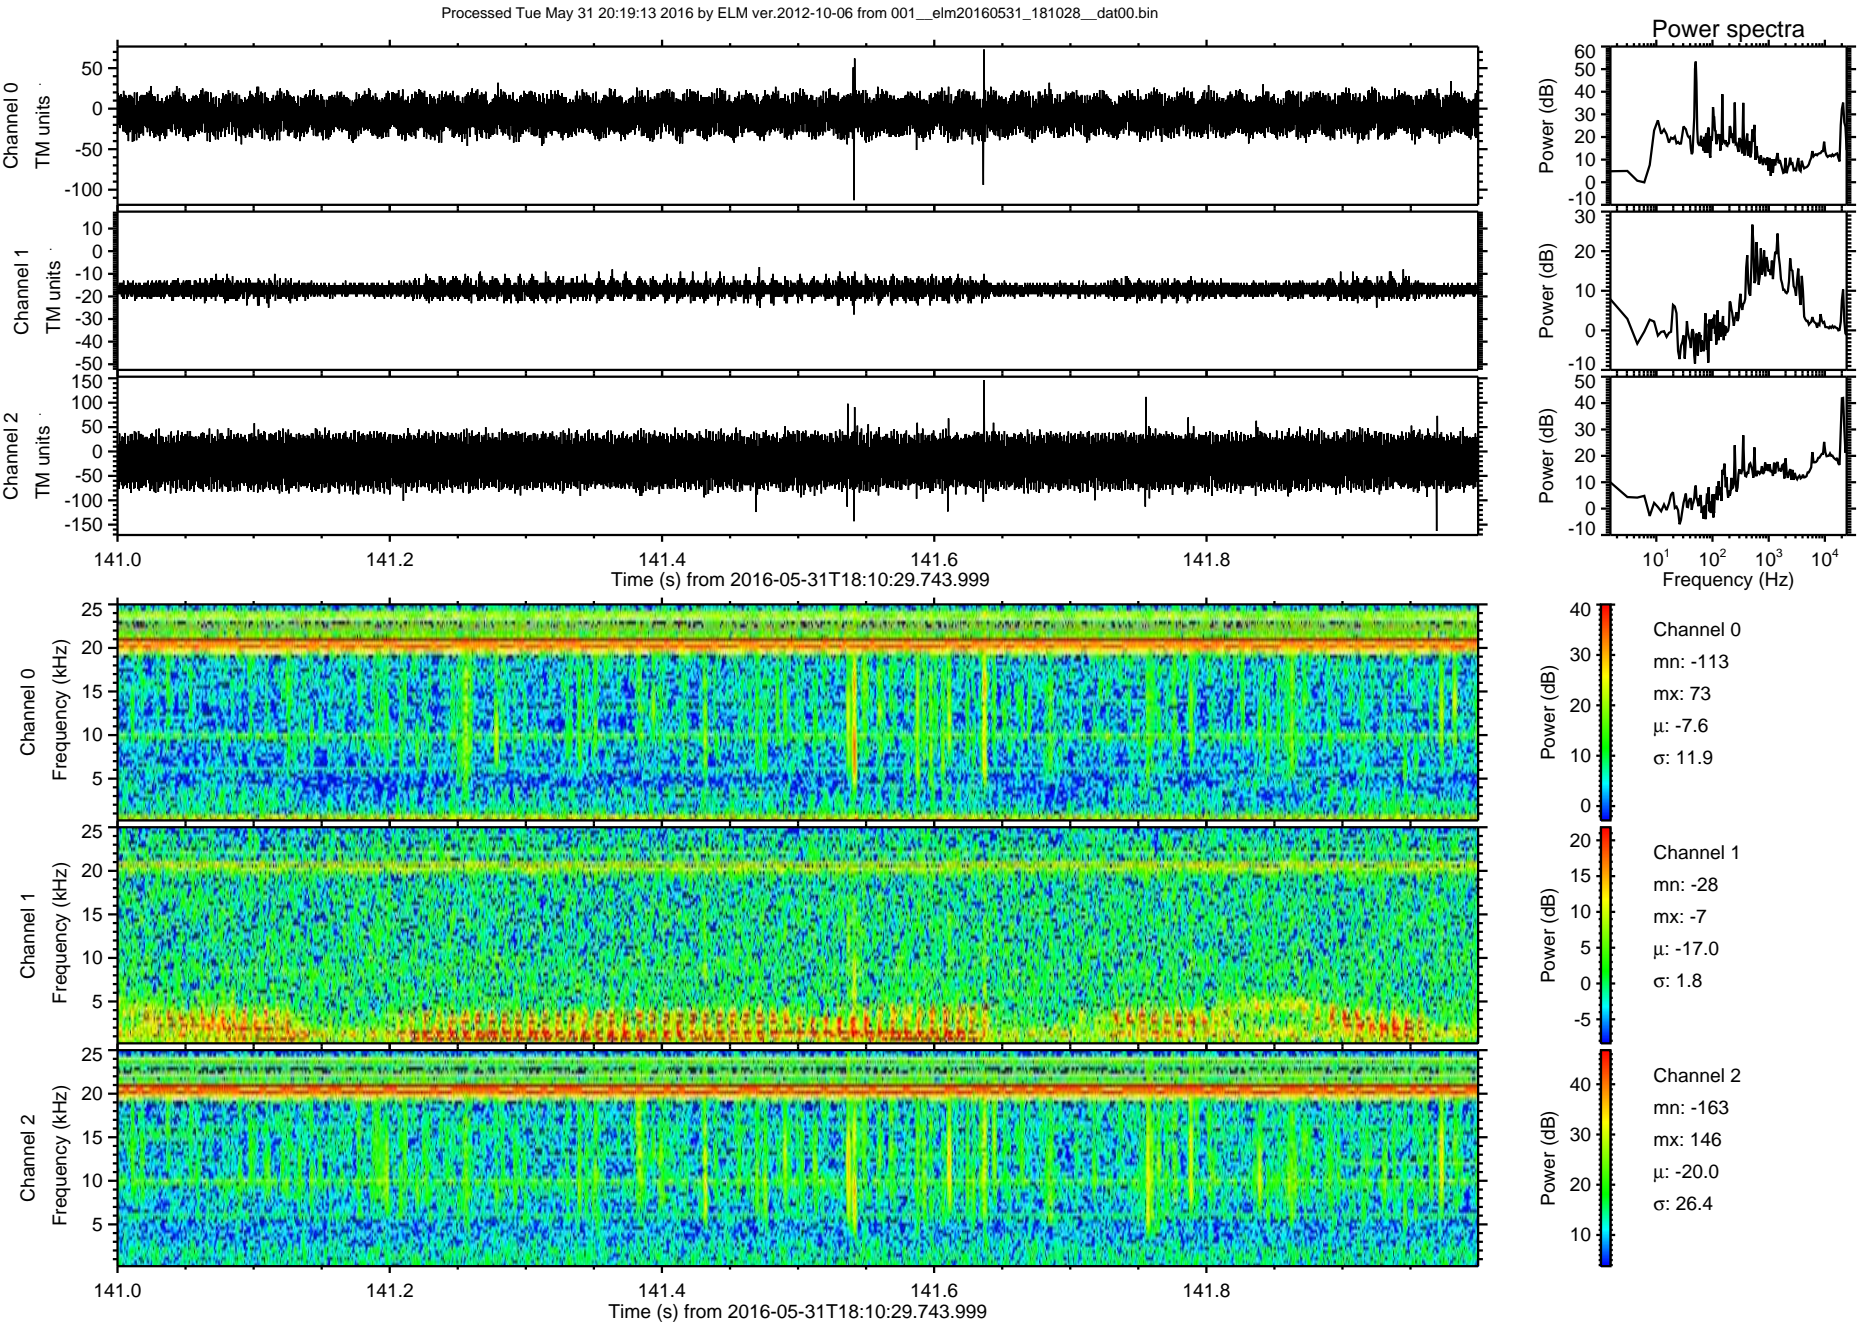 Processed Tue May 31 20:19:13 2016 by ELM ver.2012-10-06 from 001__elm20160531_181028__dat00.bin
Power spectra
Channel 0
TM units
50
0
-50
-100
Power (dB)
60
50
40
30
20
10
0
-10
Channel 1
TM units
10
0
-10
-20
-30
-40
-50
Power (dB)
30
20
10
0
-10
Channel 2
TM units
150
100
50
0
-50
-100
-150
Power (dB)
50
40
30
20
10
0
-10
141.0 141.2 141.4 141.6 141.8
Time (s) from 2016-05-31T18:10:29.743.999
10^1 10^2 10^3 10^4
Frequency (Hz)
Channel 0
Frequency (kHz)
25
20
15
10
5
Power (dB)
40
30
20
10
0
Channel 0
mn: -113
mx: 73
μ: -7.6
σ: 11.9
Channel 1
Frequency (kHz)
25
20
15
10
5
Power (dB)
20
15
10
5
0
-5
Channel 1
mn: -28
mx: -7
μ: -17.0
σ: 1.8
Channel 2
Frequency (kHz)
25
20
15
10
5
Power (dB)
40
30
20
10
Channel 2
mn: -163
mx: 146
μ: -20.0
σ: 26.4
141.0 141.2 141.4 141.6 141.8
Time (s) from 2016-05-31T18:10:29.743.999